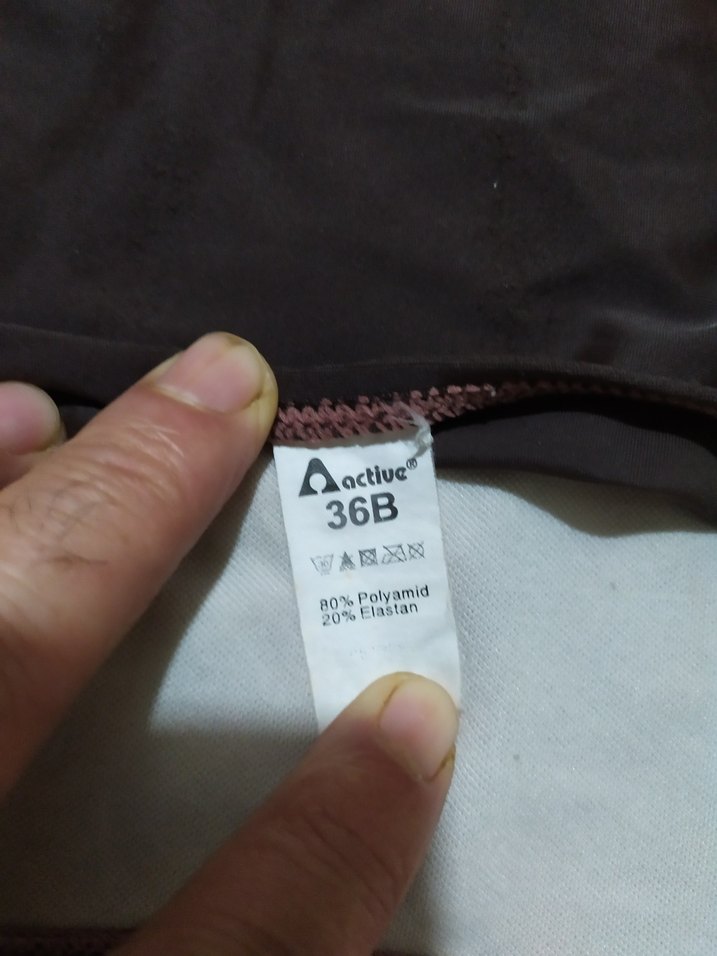 active®
36B
80% Polyamid
20% Elastan